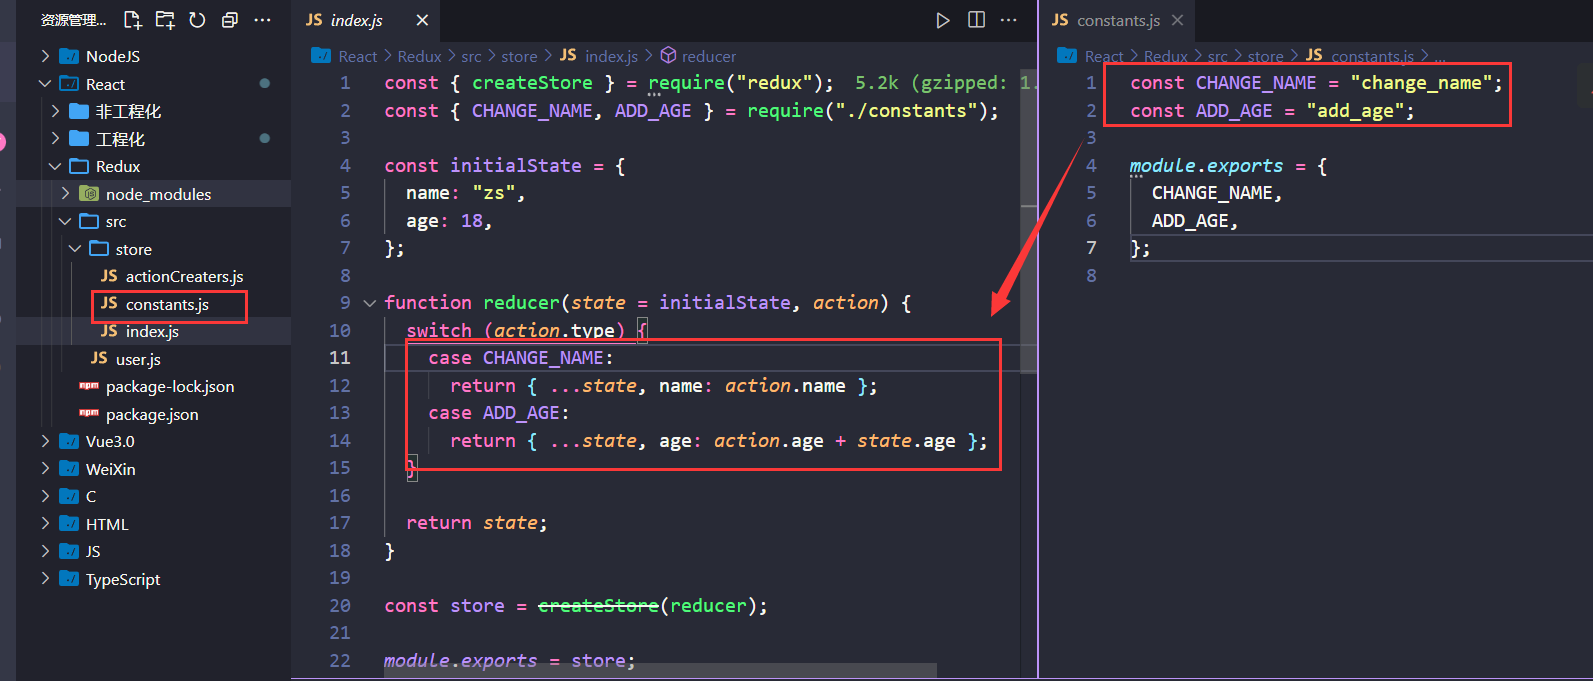 资源管理...
NodeJS
React
非工程化
工程化
Redux
node_modules
src
store
JS actionCreaters.js
JS constants.js
JS index.js
JS user.js
npm package-lock.json
npm package.json
Vue3.0
WeiXin
C
HTML
JS
TypeScript
JS index.js
React > Redux > src > store > JS index.js > reducer
1 const { createStore } = require("redux"); 5.2k (gzipped: 1.
2 const { CHANGE_NAME, ADD_AGE } = require("./constants");
3
4 const initialState = {
5 name: "zs",
6 age: 18,
7 };
8
9 function reducer(state = initialState, action) {
10 switch (action.type) {
11 case CHANGE_NAME:
12 return { ...state, name: action.name };
13 case ADD_AGE:
14 return { ...state, age: action.age + state.age };
15 }
16
17 return state;
18 }
19
20 const store = createStore(reducer);
21
22 module.exports = store;
JS constants.js
React > Redux > src > store > JS constants.js > ...
1 const CHANGE_NAME = "change_name";
2 const ADD_AGE = "add_age";
3
4 module.exports = {
5 CHANGE_NAME,
6 ADD_AGE,
7 };
8